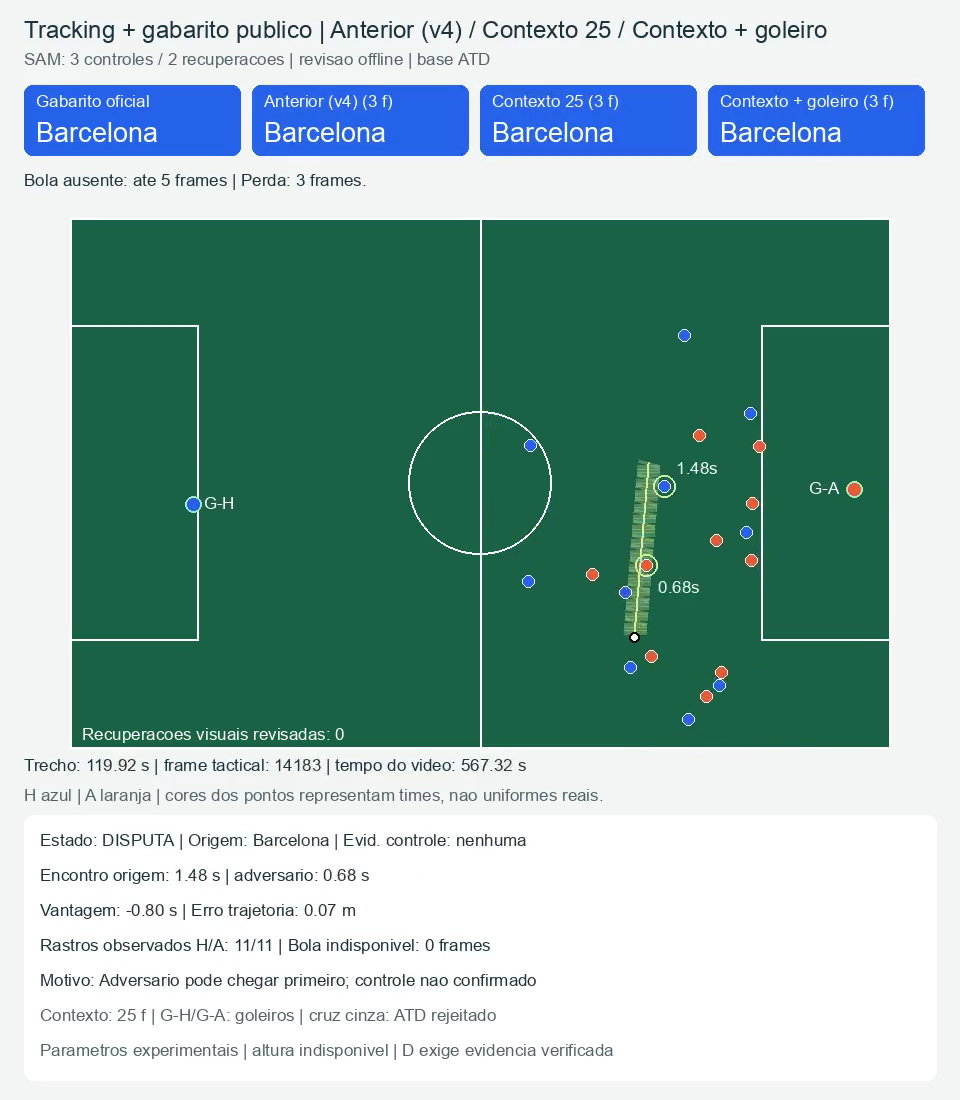 Tracking + gabarito publico | Anterior (v4) / Contexto 25 / Contexto + goleiro
SAM: 3 controles / 2 recuperacoes | revisao offline | base ATD
Gabarito oficial
Barcelona
Anterior (v4) (3 f)
Barcelona
Contexto 25 (3 f)
Barcelona
Contexto + goleiro (3 f)
Barcelona
Bola ausente: ate 5 frames | Perda: 3 frames.
1.48s
G-A
G-H
0.68s
Recuperacoes visuais revisadas: 0
Trecho: 119.92 s | frame tactical: 14183 | tempo do video: 567.32 s
H azul | A laranja | cores dos pontos representam times, nao uniformes reais.
Estado: DISPUTA | Origem: Barcelona | Evid. controle: nenhuma
Encontro origem: 1.48 s | adversario: 0.68 s
Vantagem: -0.80 s | Erro trajetoria: 0.07 m
Rastros observados H/A: 11/11 | Bola indisponivel: 0 frames
Motivo: Adversario pode chegar primeiro; controle nao confirmado
Contexto: 25 f | G-H/G-A: goleiros | cruz cinza: ATD rejeitado
Parametros experimentais | altura indisponivel | D exige evidencia verificada